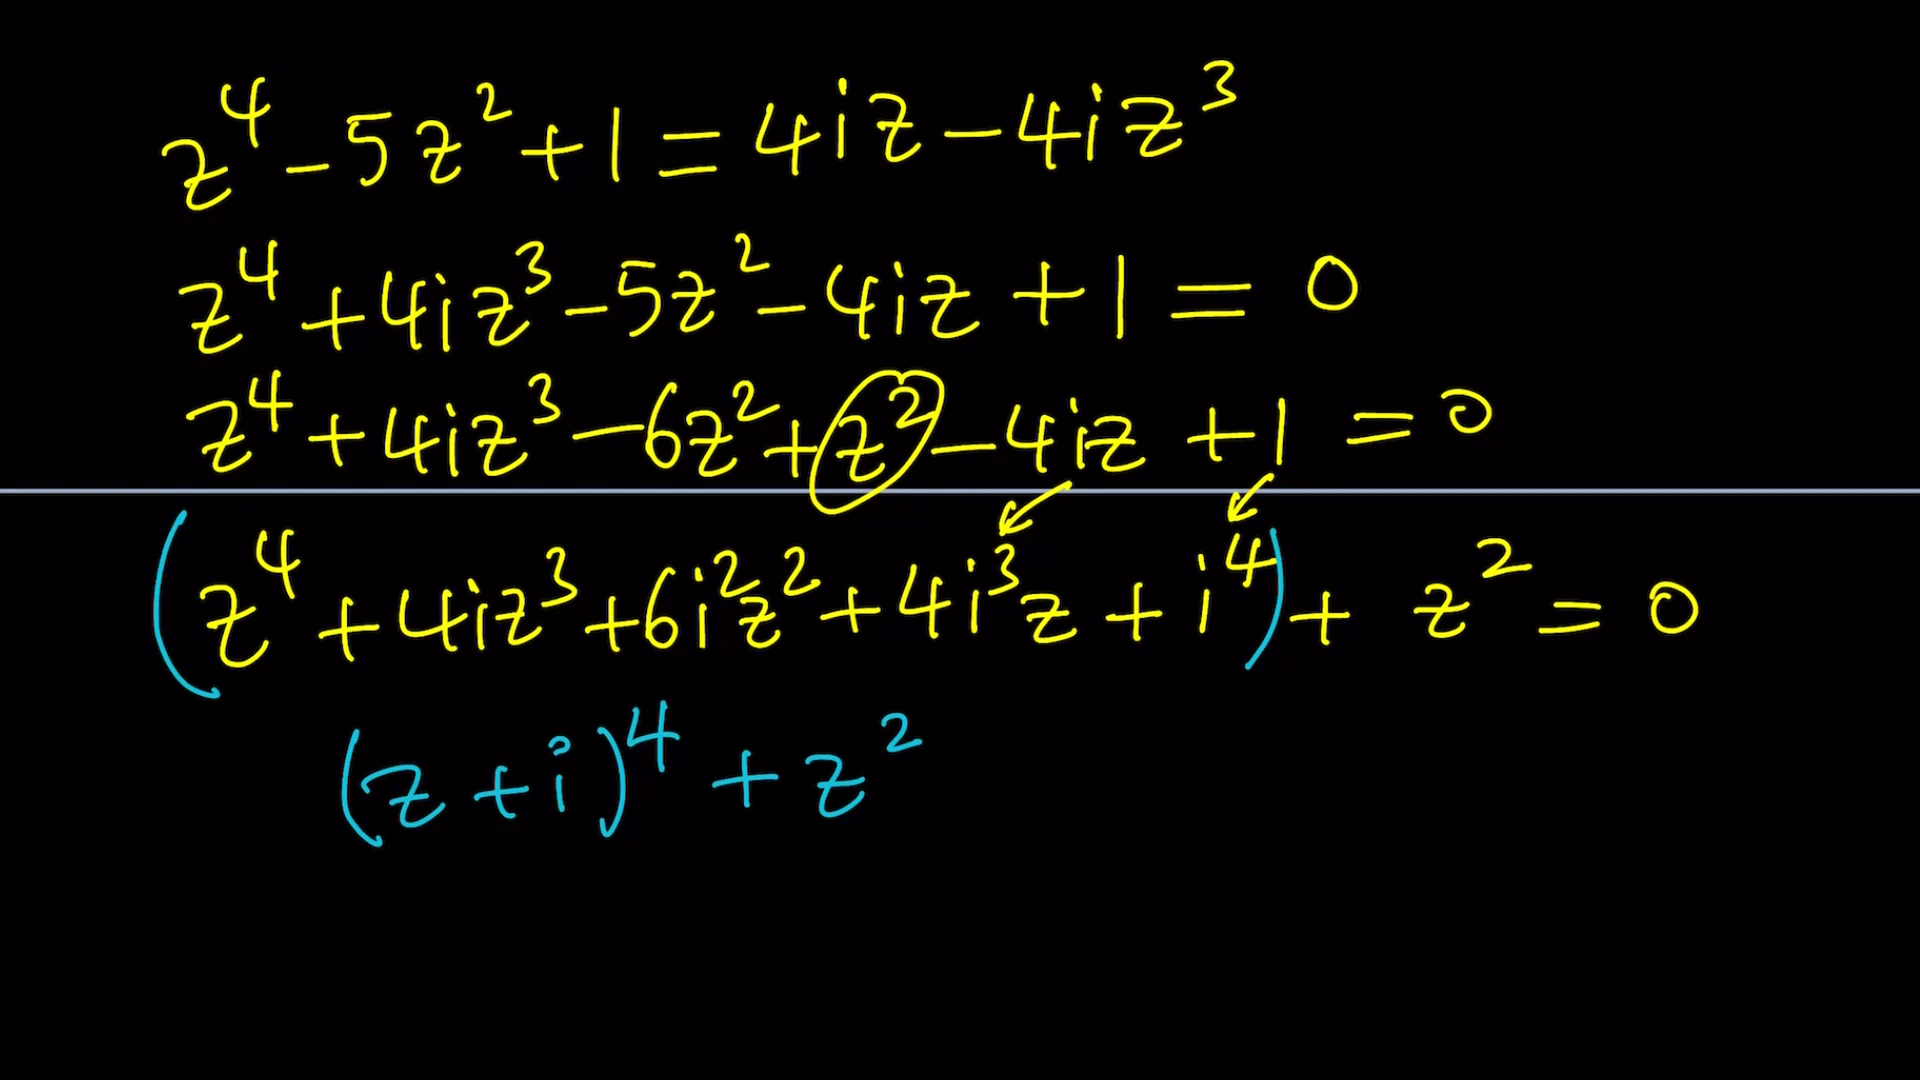 z⁴ - 5z² + 1 = 4iz - 4iz³
z⁴ + 4iz³ - 5z² - 4iz + 1 = 0
z⁴ + 4iz³ - 6z² + z² - 4iz + 1 = 0
(z⁴ + 4iz³ + 6i²z² + 4i³z + i⁴) + z² = 0
(z + i)⁴ + z²